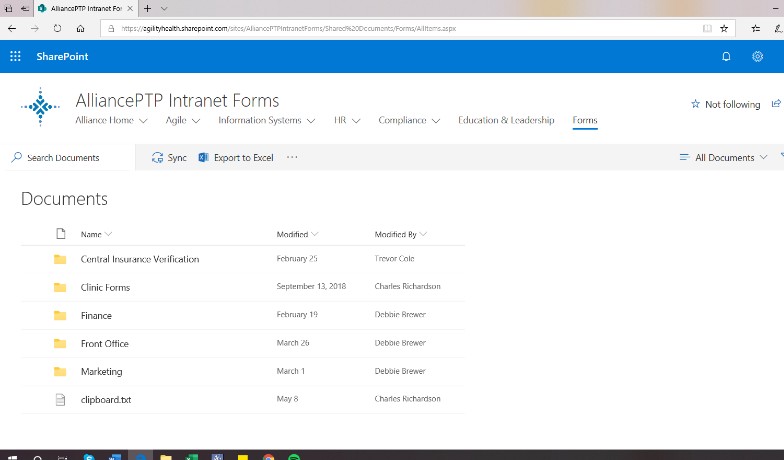 AlliancePTP Intranet For
https://agilityhealth.sharepoint.com/sites/AlliancePTPIntranetForms/Shared%20Documents/Forms/AllItems.aspx
SharePoint
AlliancePTP Intranet Forms
Not following
Alliance Home Agile Information Systems HR Compliance Education & Leadership Forms
Search Documents Sync Export to Excel ... All Documents
Documents
Name Modified Modified By
Central Insurance Verification February 25 Trevor Cole
Clinic Forms September 13, 2018 Charles Richardson
Finance February 19 Debbie Brewer
Front Office March 26 Debbie Brewer
Marketing March 1 Debbie Brewer
clipboard.txt May 8 Charles Richardson